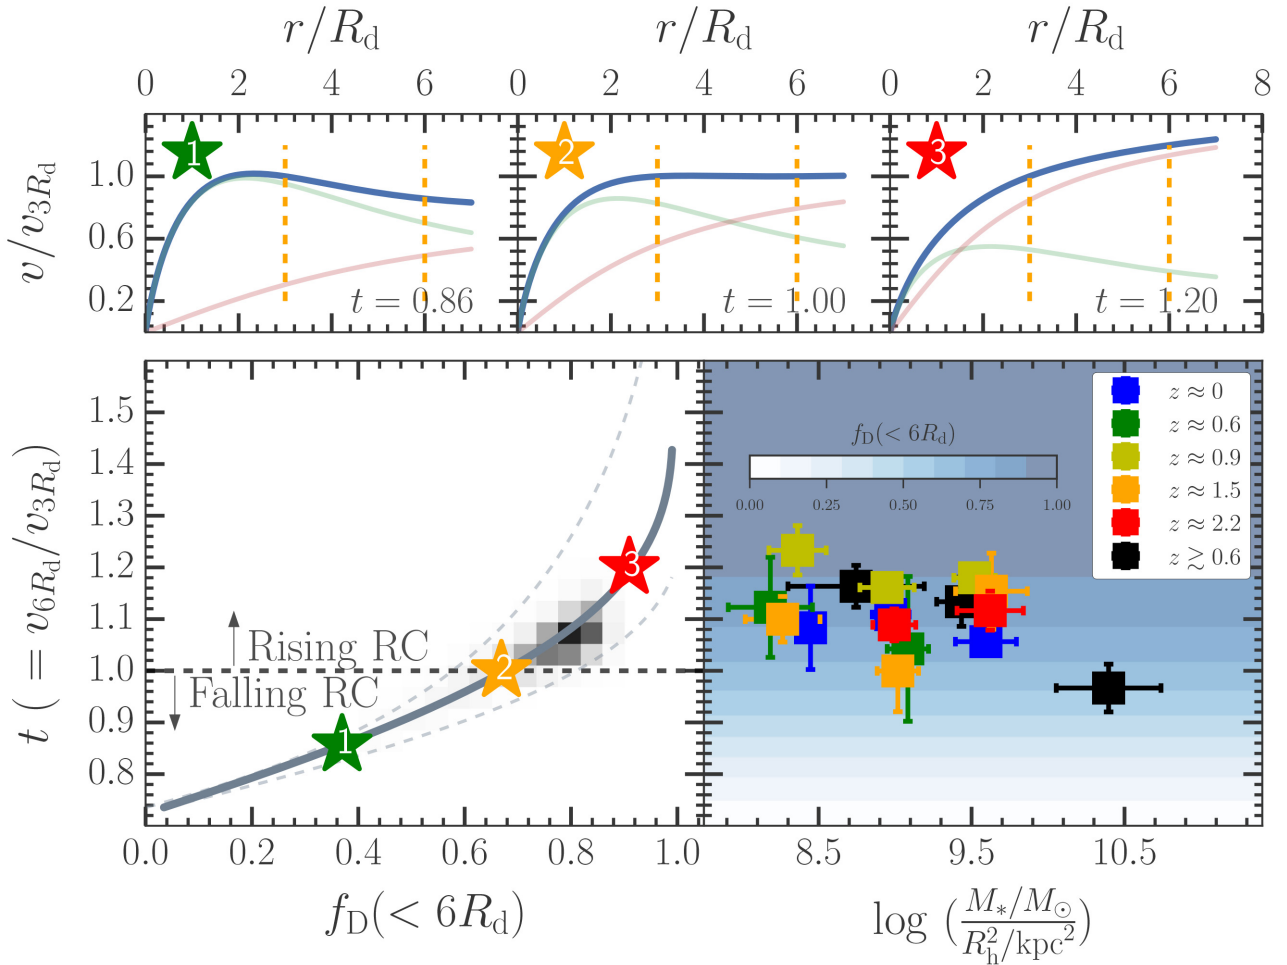 r/R_d r/R_d r/R_d
0 2 4 6 0 2 4 6 0 2 4 6 8
1 2 3
v/v_{3R_d}
1.0
0.6
0.2
t = 0.86 t = 1.00 t = 1.20
t ( = v_{6R_d}/v_{3R_d})
1.5
1.4
1.3
1.2
1.1
1.0
0.9
0.8
3
2
1
Rising RC
Falling RC
0.0 0.2 0.4 0.6 0.8 1.0
f_D(< 6R_d)
f_D(< 6R_d)
0.00 0.25 0.50 0.75 1.00
z ≈ 0
z ≈ 0.6
z ≈ 0.9
z ≈ 1.5
z ≈ 2.2
z ≳ 0.6
8.5 9.5 10.5
log (M_*/M_⊙ / R_h^2/kpc^2)